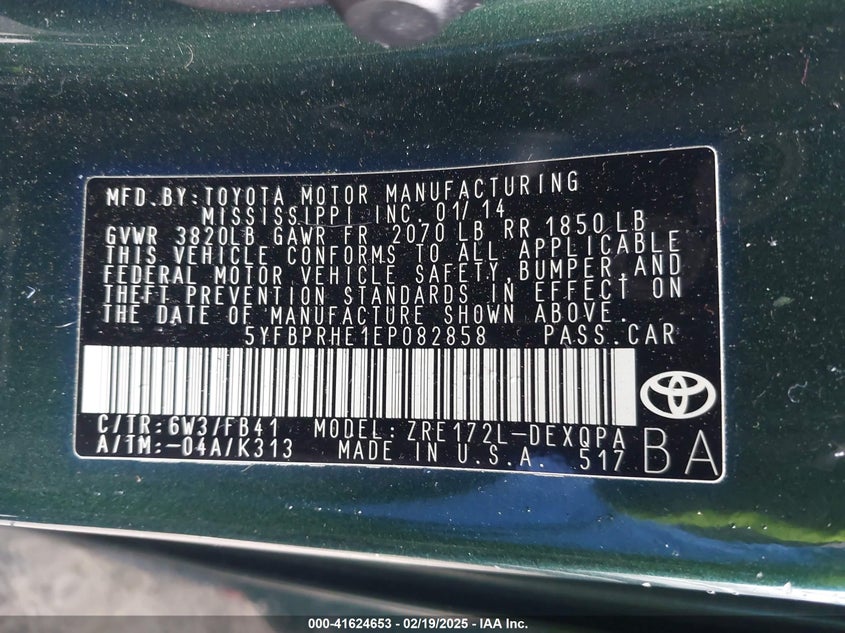 MFD.BY:TOYOTA MOTOR MANUFACTURING
MISSISSIPPI INC. 01/14
GVWR 3820LB GAWR FR 2070 LB RR 1850 LB
THIS VEHICLE CONFORMS TO ALL APPLICABLE
FEDERAL MOTOR VEHICLE SAFETY,BUMPER,AND
THEFT PREVENTION STANDARDS IN EFFECT ON
THE DATE OF MANUFACTURE SHOWN ABOVE.
5YFBPRHE1EP082858 PASS.CAR
C/TR:6W3/FB41 MODEL:ZRE172L-DEXQPA
A/TM:-04A/K313 MADE IN U.S.A. 517 BA
000-41624653 - 02/19/2025 - IAA Inc.